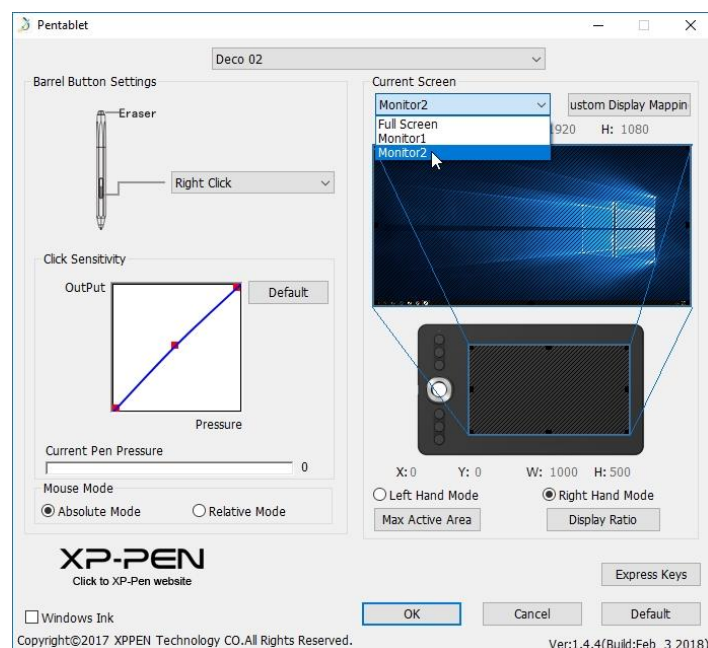 Pentablet
Deco 02
Barrel Button Settings
Eraser
Right Click
Click Sensitivity
OutPut
Default
Pressure
Current Pen Pressure
0
Mouse Mode
Absolute Mode
Relative Mode
XP-PEN
Click to XP-Pen website
Windows Ink
Copyright©2017 XPPEN Technology CO.All Rights Reserved.
Current Screen
Monitor2
ustom Display Mappin
Full Screen
Monitor1
Monitor2
1920 H: 1080
X: 0 Y: 0 W: 1000 H: 500
Left Hand Mode
Right Hand Mode
Max Active Area
Display Ratio
Express Keys
OK
Cancel
Default
Ver:1.4.4(Build:Feb 3 2018)